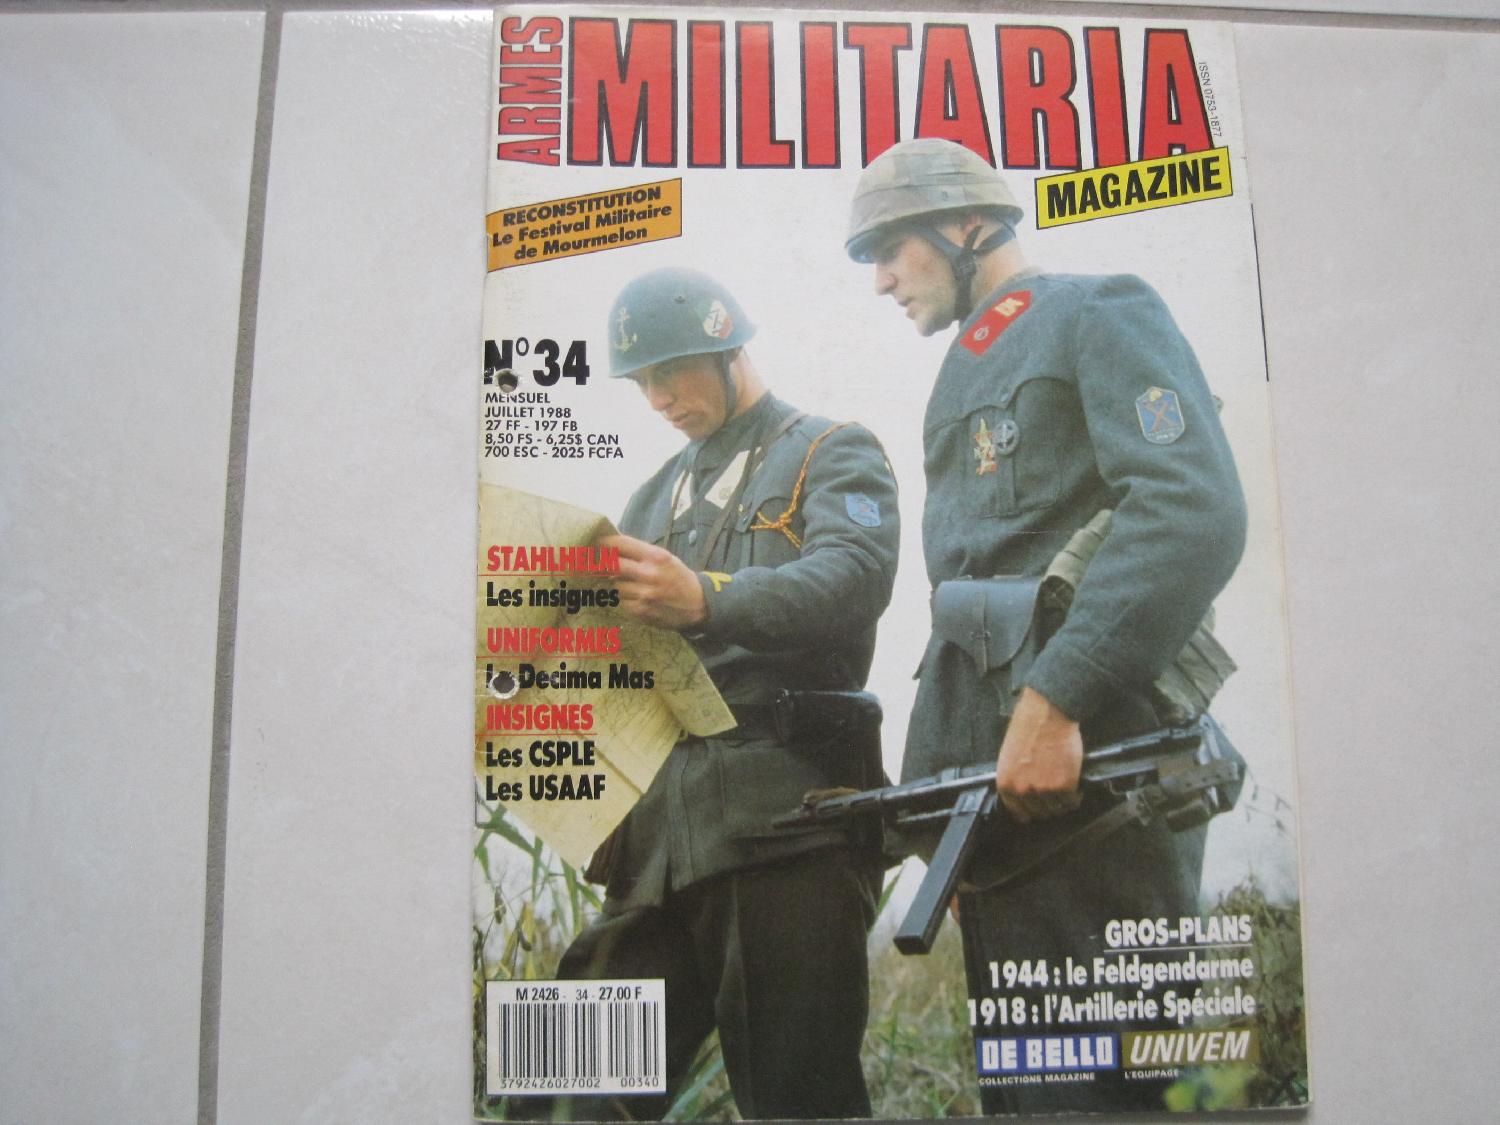 ARMES
MILITARIA
MAGAZINE
ISSN 0753-1877
RECONSTITUTION
Le Festival Militaire
de Mourmelon
N° 34
MENSUEL
JUILLET 1988
27 FF - 197 FB
8,50 FS - 6,25$ CAN
700 ESC - 2025 FCFA
STAHLHELM
Les insignes
UNIFORMES
La Decima Mas
INSIGNES
Les CSPLE
Les USAAF
GROS-PLANS
1944 : le Feldgendarme
1918 : l'Artillerie Spéciale
DE BELLO
COLLECTIONS MAGAZINE
UNIVEM
L'EQUIPAGE
M 2426 - 34 - 27,00 F
3792426027002 00340